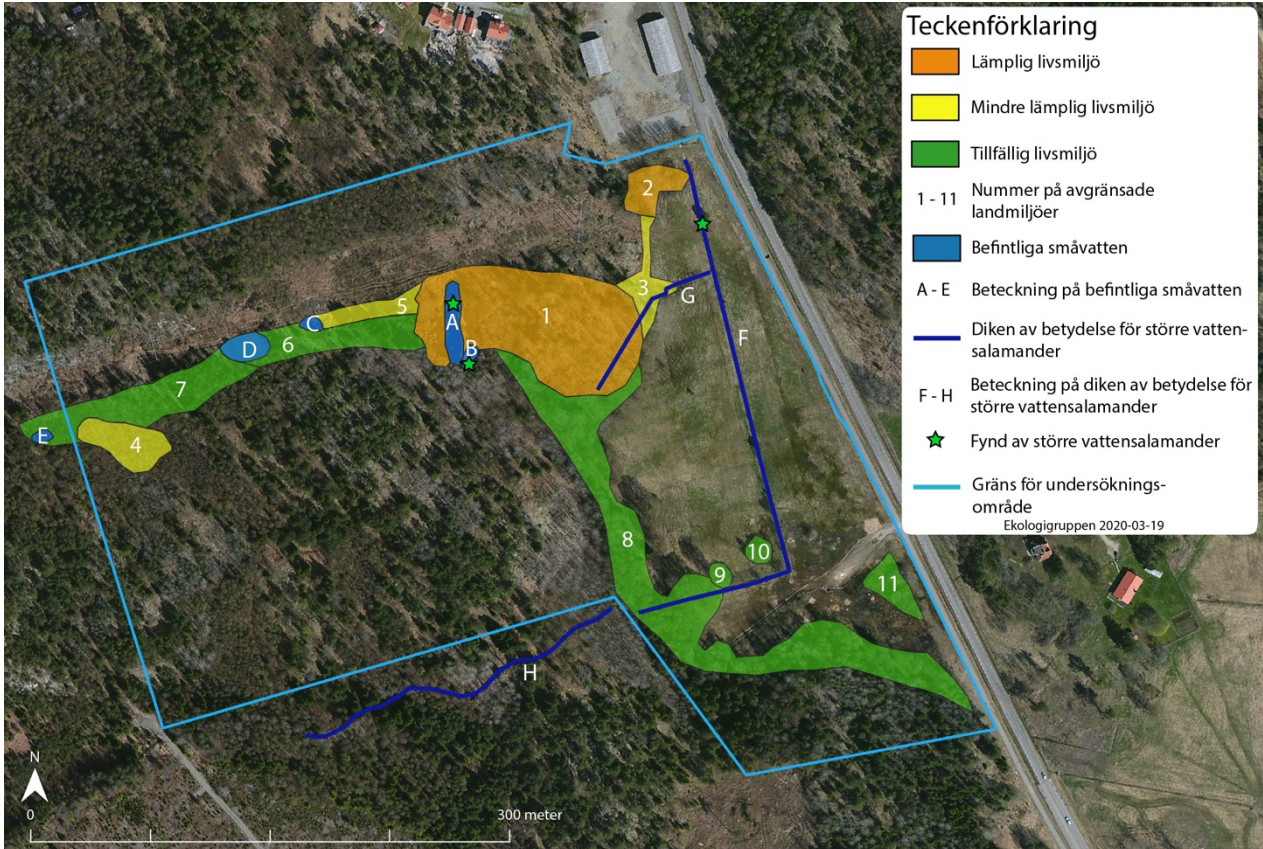 Teckenförklaring
Lämplig livsmiljö
Mindre lämplig livsmiljö
Tillfällig livsmiljö
1 - 11 Nummer på avgränsade
landmiljöer
Befintliga småvatten
A - E Beteckning på befintliga småvatten
Diken av betydelse för större vatten-
salamander
F - H Beteckning på diken av betydelse för
större vattensalamander
Fynd av större vattensalamander
Gräns för undersöknings-
område
Ekologigruppen 2020-03-19
2
3
G
5
C
A
1
B
D
6
F
7
E
4
8
10
9
11
H
N
0 300 meter